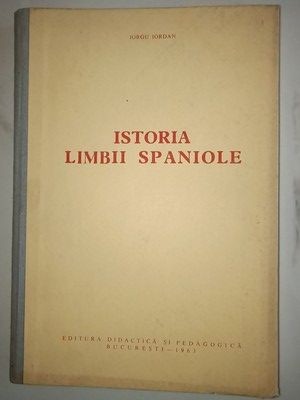 IORGU IORDAN
ISTORIA
LIMBII SPANIOLE
EDITURA DIDACTICĂ ȘI PEDAGOGICĂ
BUCUREȘTI — 1963